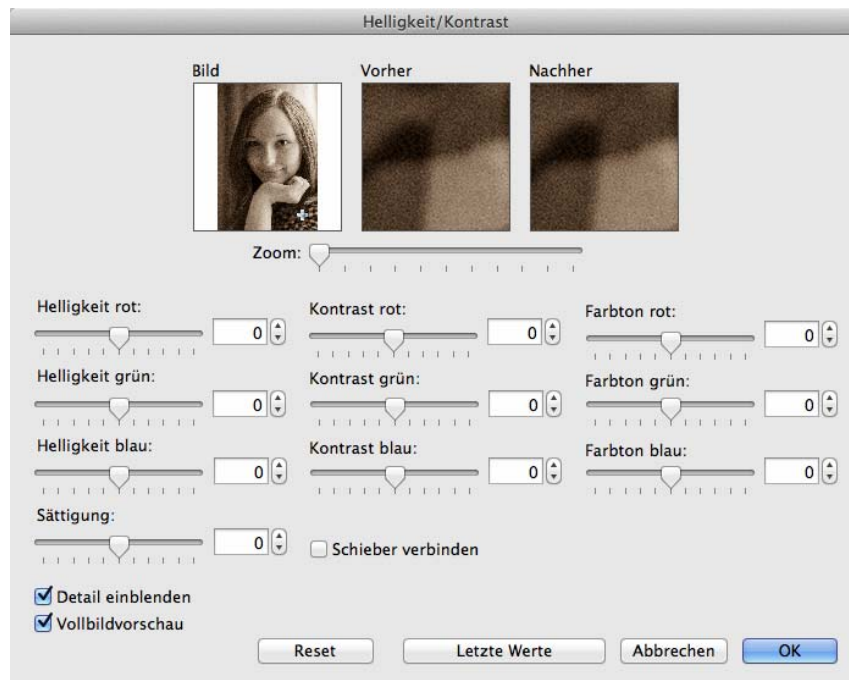 Helligkeit/Kontrast
Bild Vorher Nachher
Zoom:
Helligkeit rot: Kontrast rot: Farbton rot:
0 0 0
Helligkeit grün: Kontrast grün: Farbton grün:
0 0 0
Helligkeit blau: Kontrast blau: Farbton blau:
0 0 0
Sättigung:
0 Schieber verbinden
Detail einblenden
Vollbildvorschau
Reset Letzte Werte Abbrechen OK